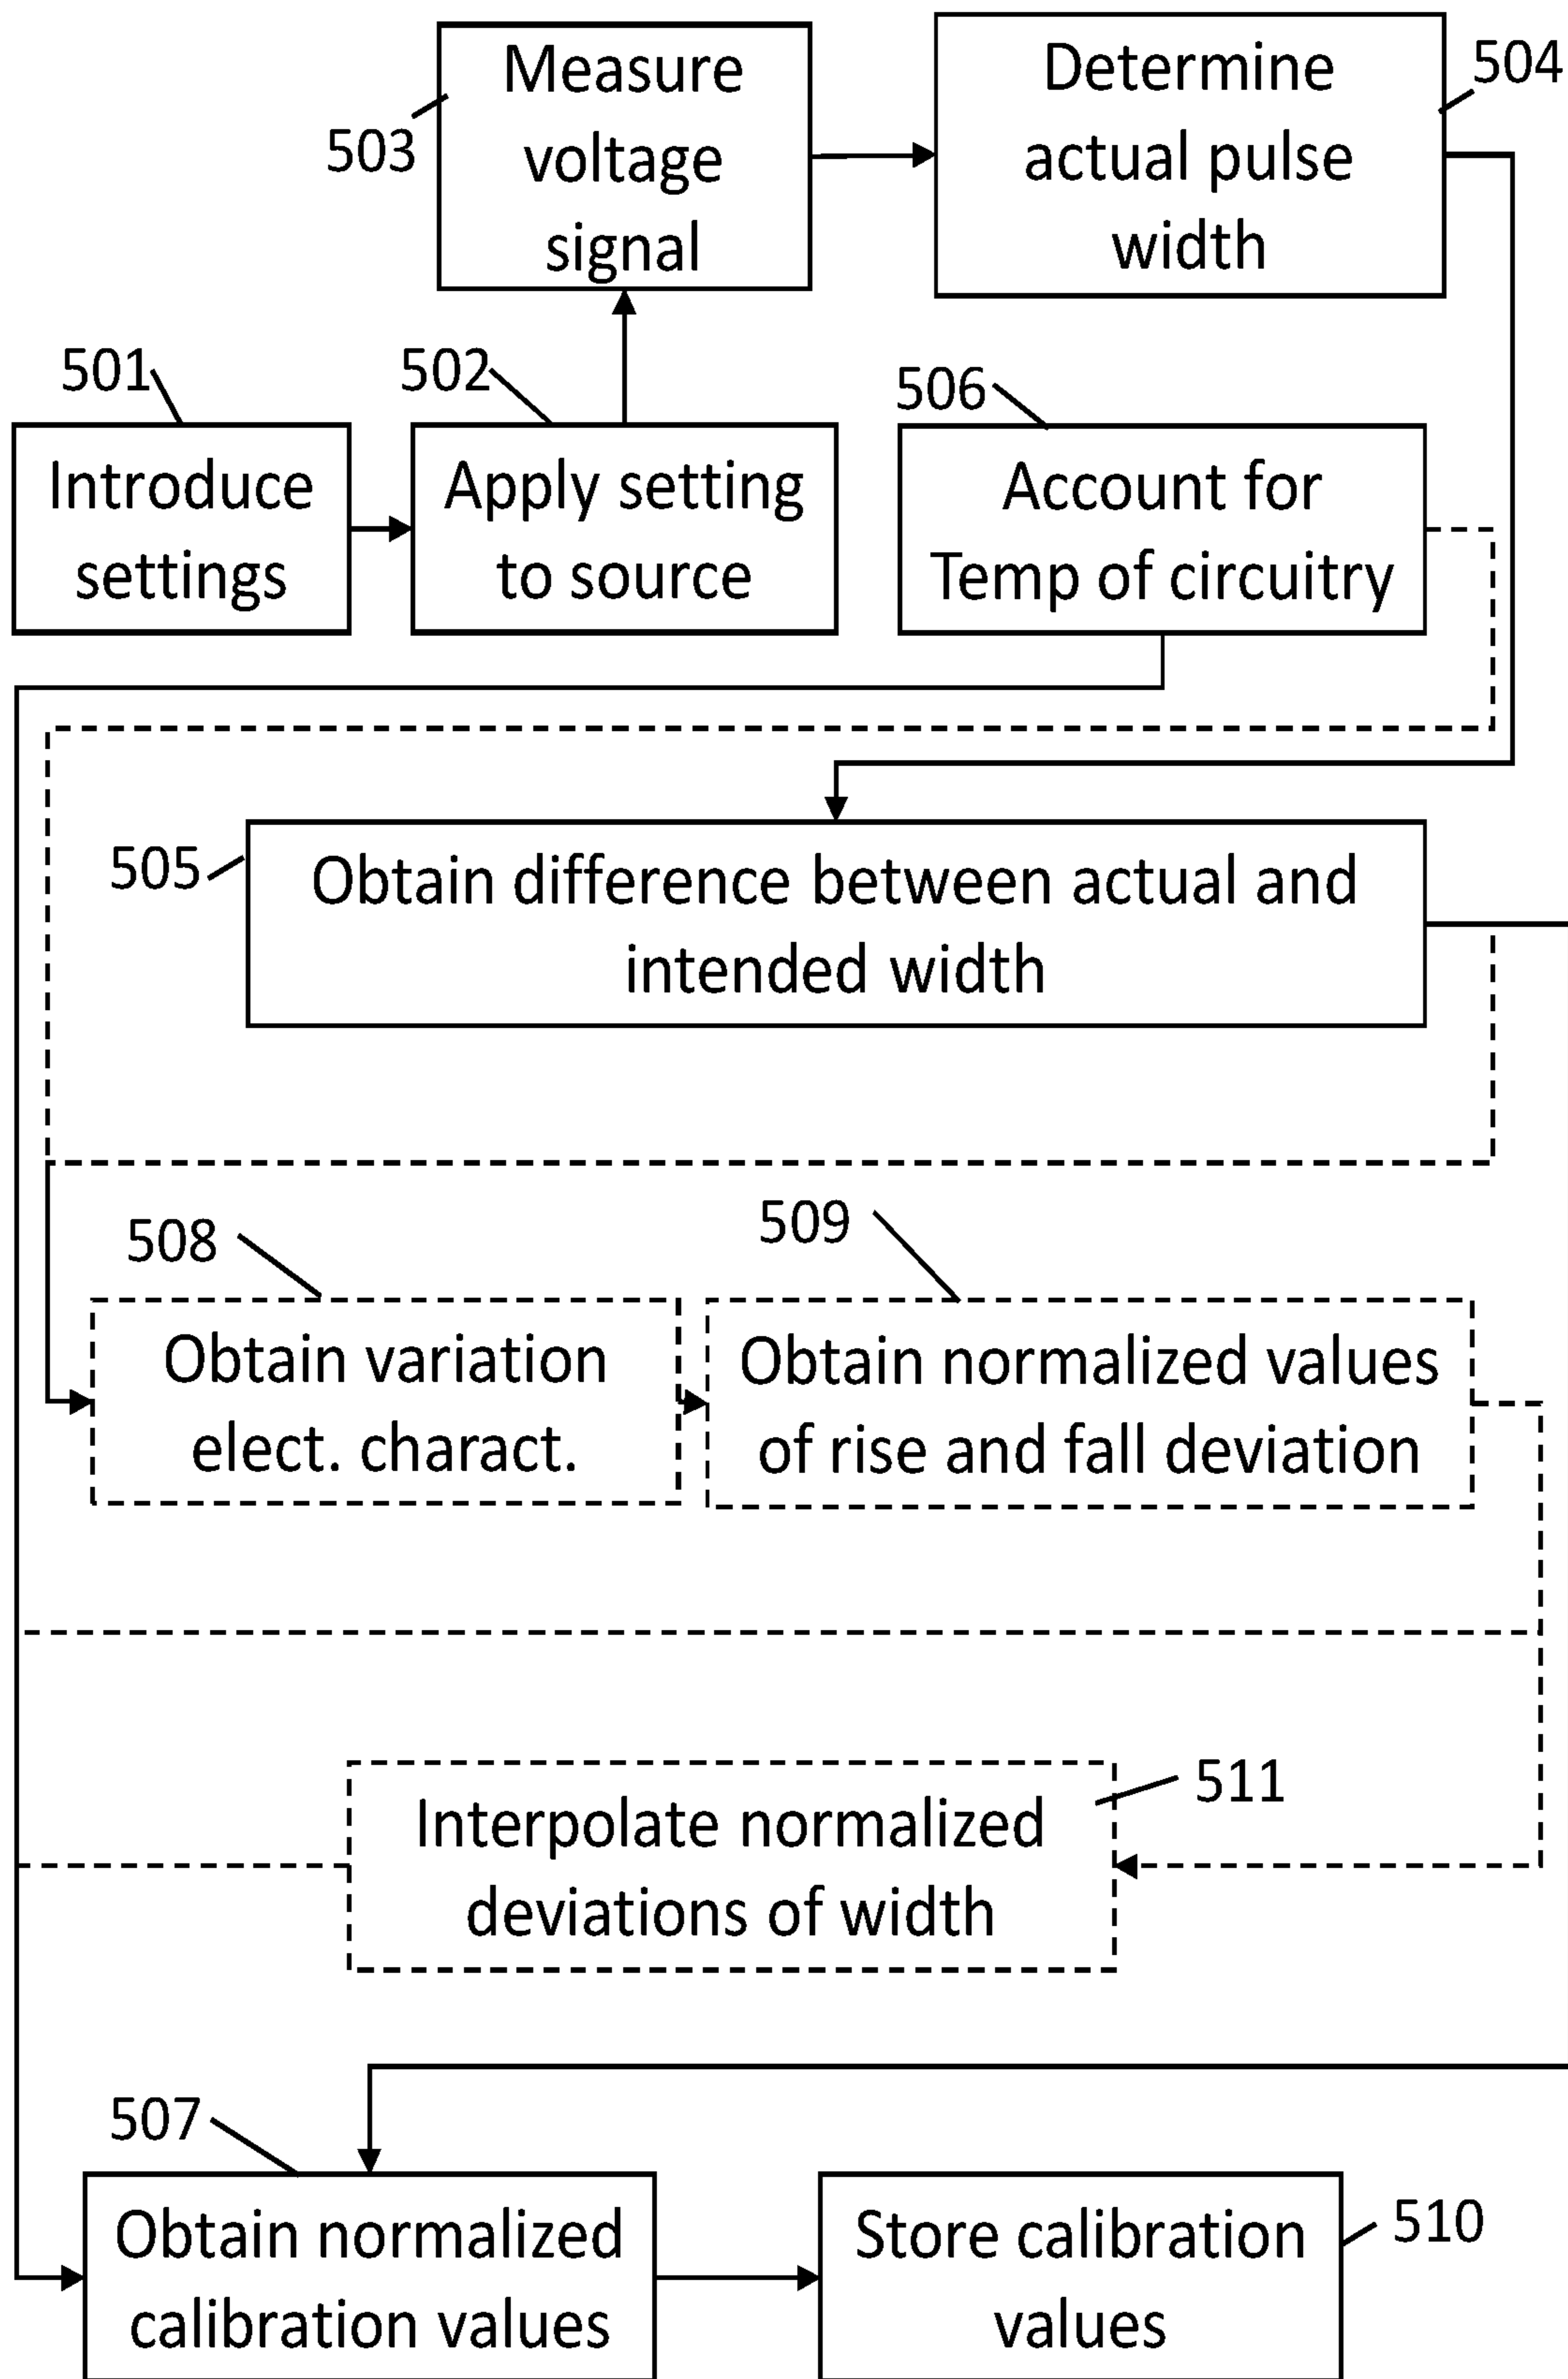 Measure
voltage
signal
503
Determine
actual pulse
width
504
501
502
506
Introduce
settings
Apply setting
to source
Account for
Temp of circuitry
505
Obtain difference between actual and
intended width
508
509
Obtain variation
elect. charact.
Obtain normalized values
of rise and fall deviation
511
Interpolate normalized
deviations of width
507
Obtain normalized
calibration values
Store calibration
values
510